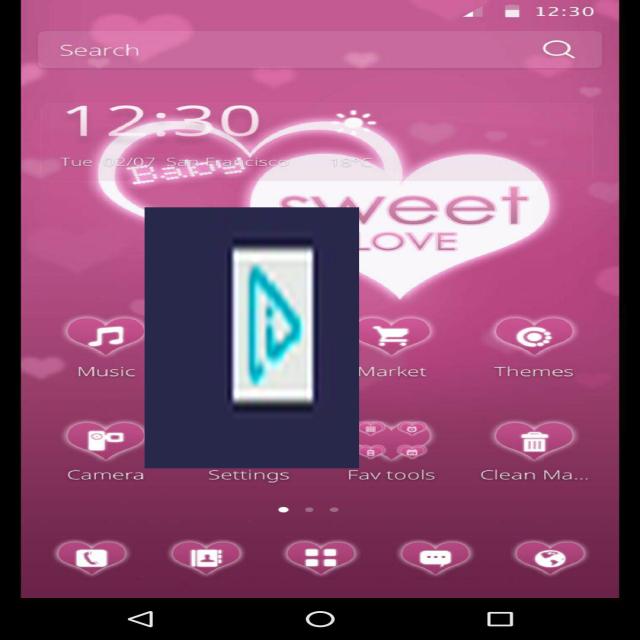 12:30
Search
12:30
Tue 02/07 San Francisco 18°C
Baby
sweet
LOVE
Music
Market
Themes
Camera
Settings
Fav tools
Clean Ma...